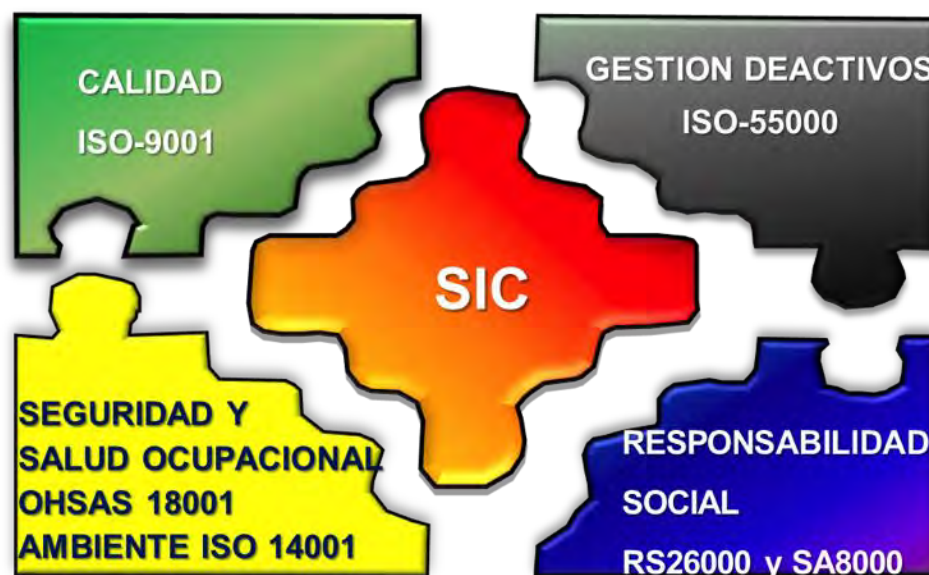 CALIDAD
ISO-9001
GESTION DEACTIVOS
ISO-55000
SIC
SEGURIDAD Y
SALUD OCUPACIONAL
OHSAS 18001
AMBIENTE ISO 14001
RESPONSABILIDAD
SOCIAL
RS26000 y SA8000